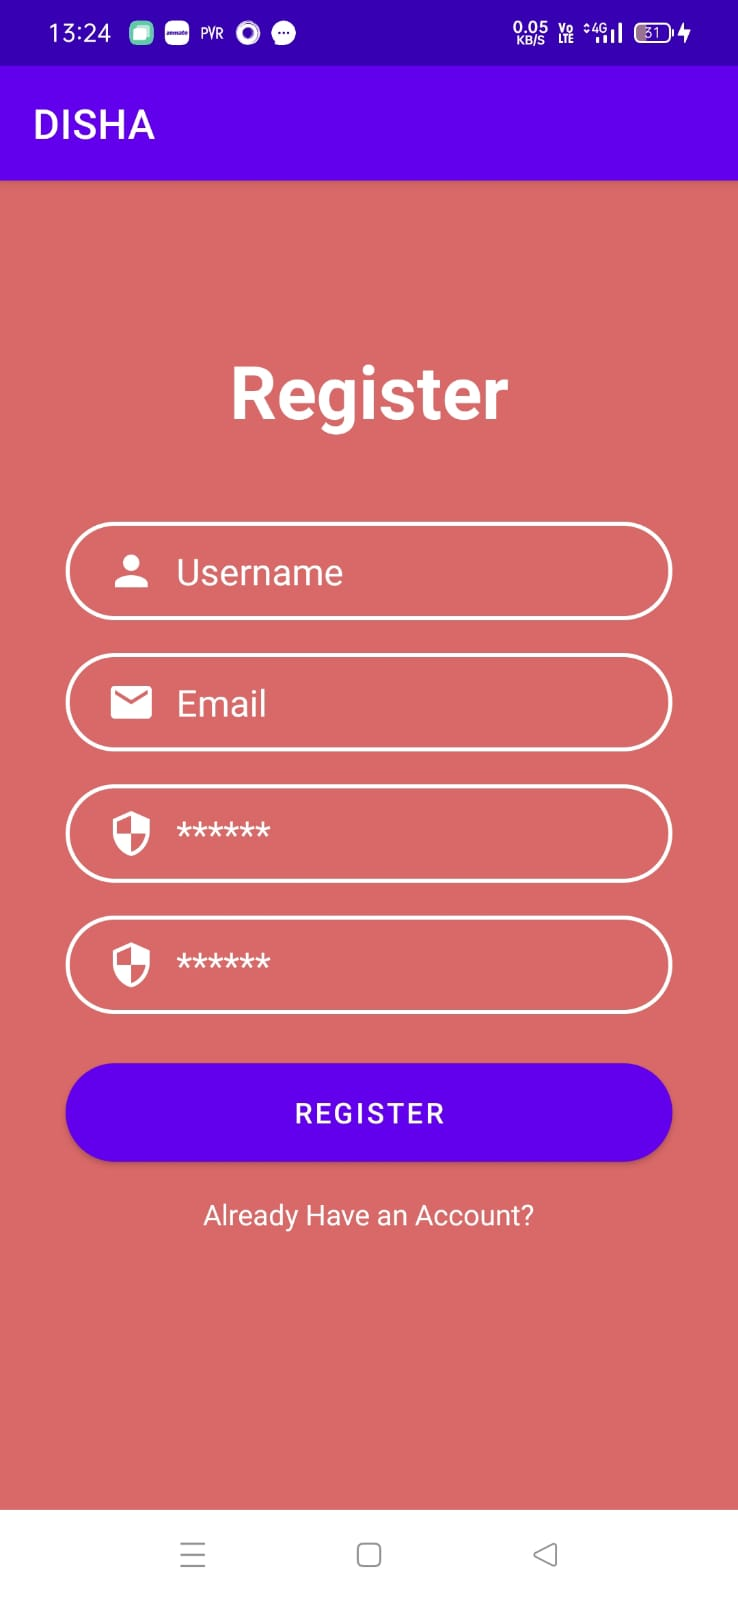 13:24 PVR 0.05 KB/S Vo LTE 4G 31
DISHA
Register
Username
Email
******
******
REGISTER
Already Have an Account?